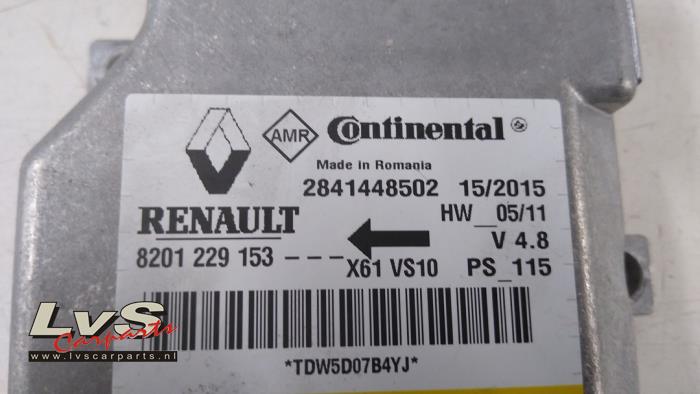 AMR Continental
Made in Romania
2841448502 15/2015
RENAULT HW__05/11
V 4.8
8201 229 153 - - - -X61 VS10 PS_115
*TDW5D07B4YJ*
LvS
Carparts
www.lvscarparts.nl